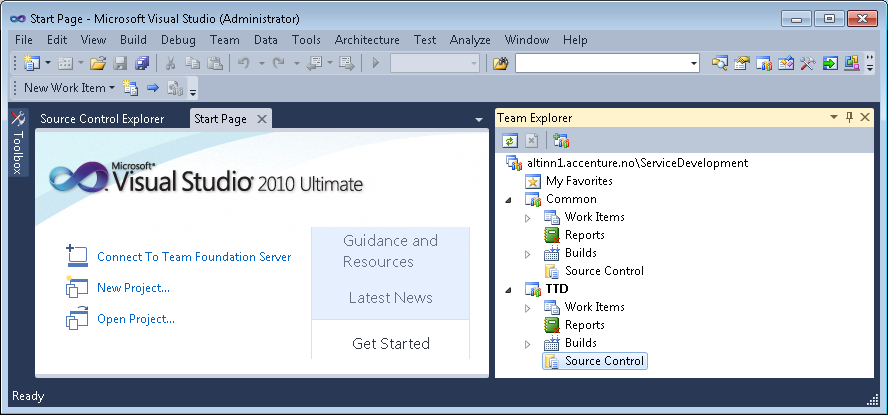 Start Page - Microsoft Visual Studio (Administrator)
File Edit View Build Debug Team Data Tools Architecture Test Analyze Window Help
New Work Item
Toolbox
Source Control Explorer Start Page
Microsoft®
Visual Studio® 2010 Ultimate
Connect To Team Foundation Server
New Project...
Open Project...
Guidance and
Resources
Latest News
Get Started
Team Explorer
altinn1.accenture.no\ServiceDevelopment
My Favorites
Common
Work Items
Reports
Builds
Source Control
TTD
Work Items
Reports
Builds
Source Control
Ready